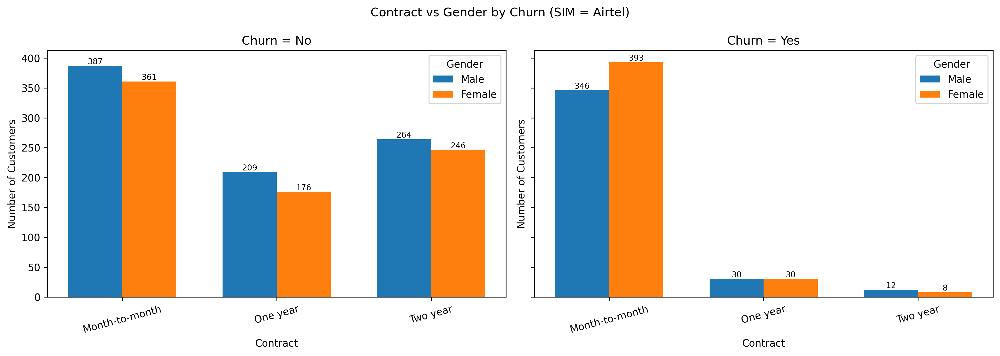 Contract vs Gender by Churn (SIM = Airtel)
Churn = No
Number of Customers
400
350
300
250
200
150
100
50
0
387
361
209
176
264
246
Gender
Male
Female
Month-to-month
One year
Two year
Contract
Churn = Yes
Number of Customers
346
393
30
30
12
8
Gender
Male
Female
Month-to-month
One year
Two year
Contract